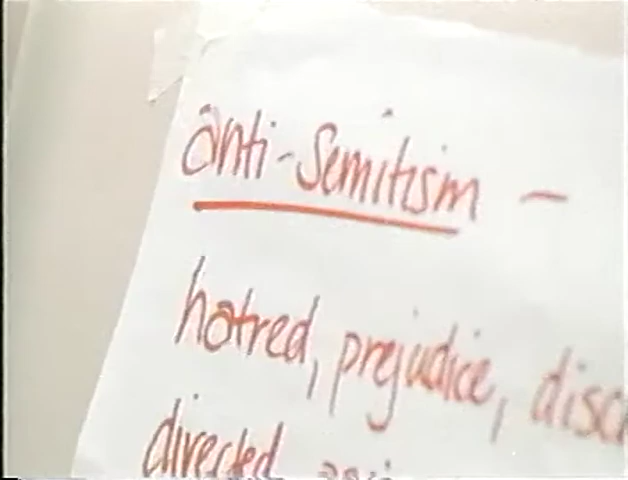 anti-Semitism –
hatred, prejudice,
directed